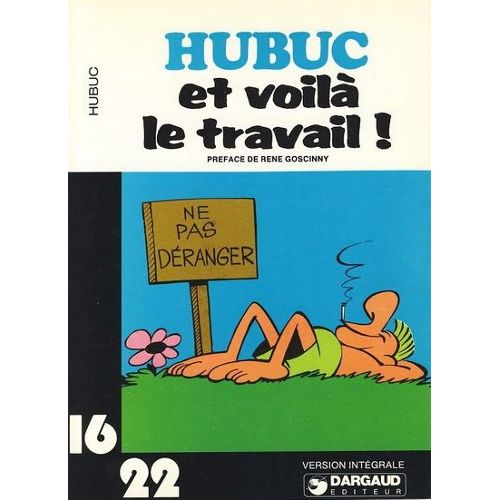 HUBUC
HUBUC
et voilà
le travail !
PREFACE DE RENE GOSCINNY
NE
PAS
DÉRANGER
16
22
VERSION INTÉGRALE
DARGAUD
EDITEUR